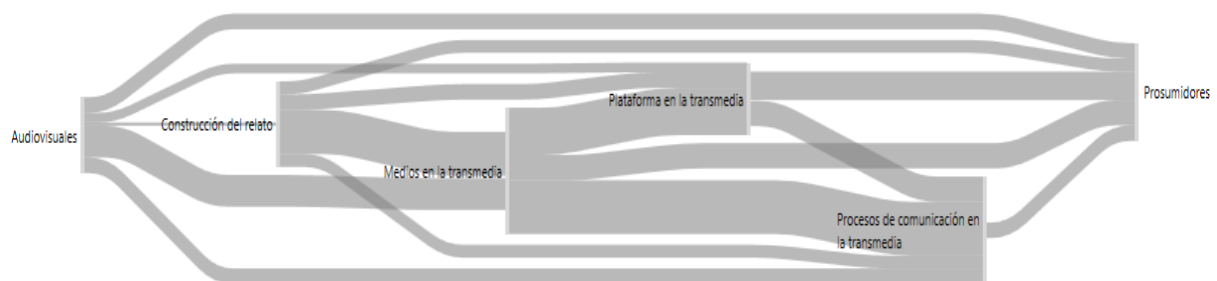 Audiovisuales
Construcción del relato
Medios en la transmedia
Plataforma en la transmedia
Procesos de comunicación en
la transmedia
Prosumidores